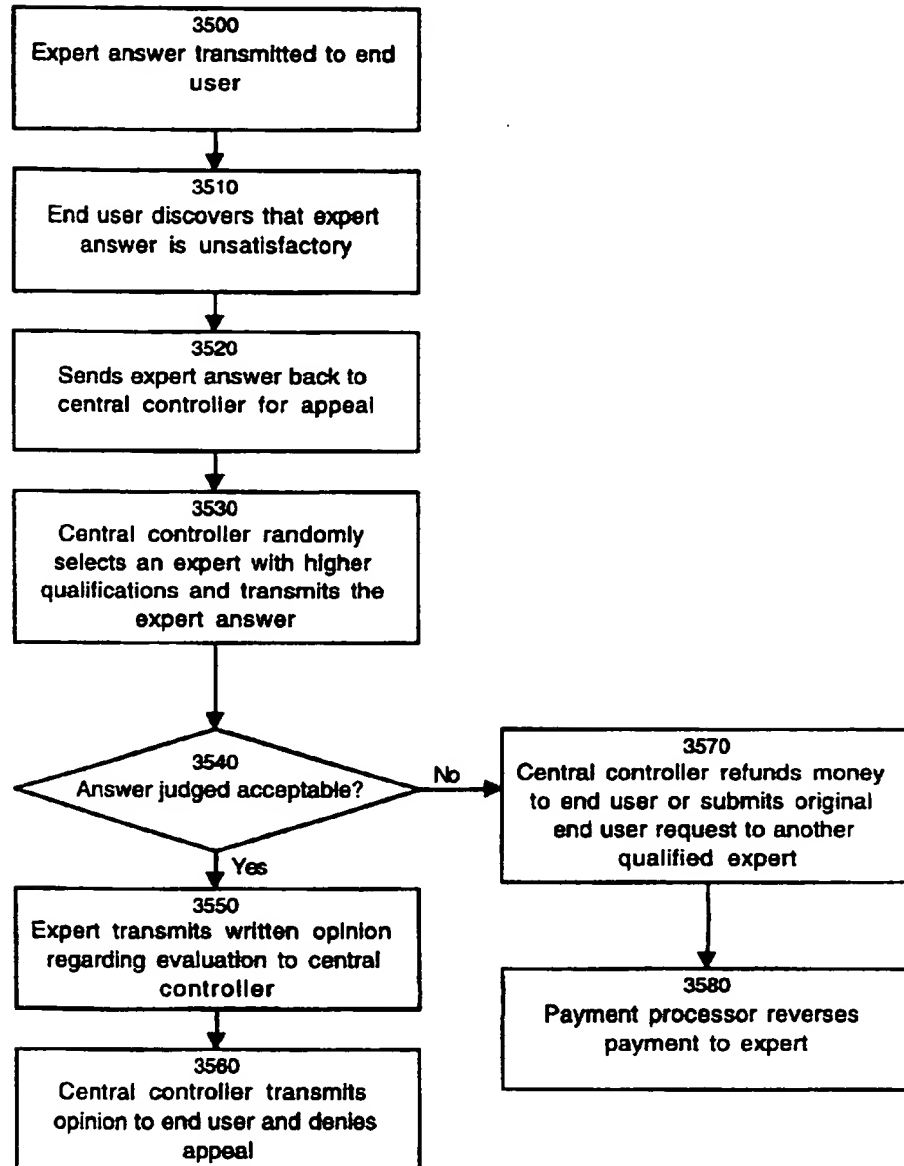 3500
Expert answer transmitted to end
user
3510
End user discovers that expert
answer is unsatisfactory
3520
Sends expert answer back to
central controller for appeal
3530
Central controller randomly
selects an expert with higher
qualifications and transmits the
expert answer
3540
Answer judged acceptable?
No
Yes
3550
Expert transmits written opinion
regarding evaluation to central
controller
3560
Central controller transmits
opinion to end user and denies
appeal
3570
Central controller refunds money
to end user or submits original
end user request to another
qualified expert
3580
Payment processor reverses
payment to expert